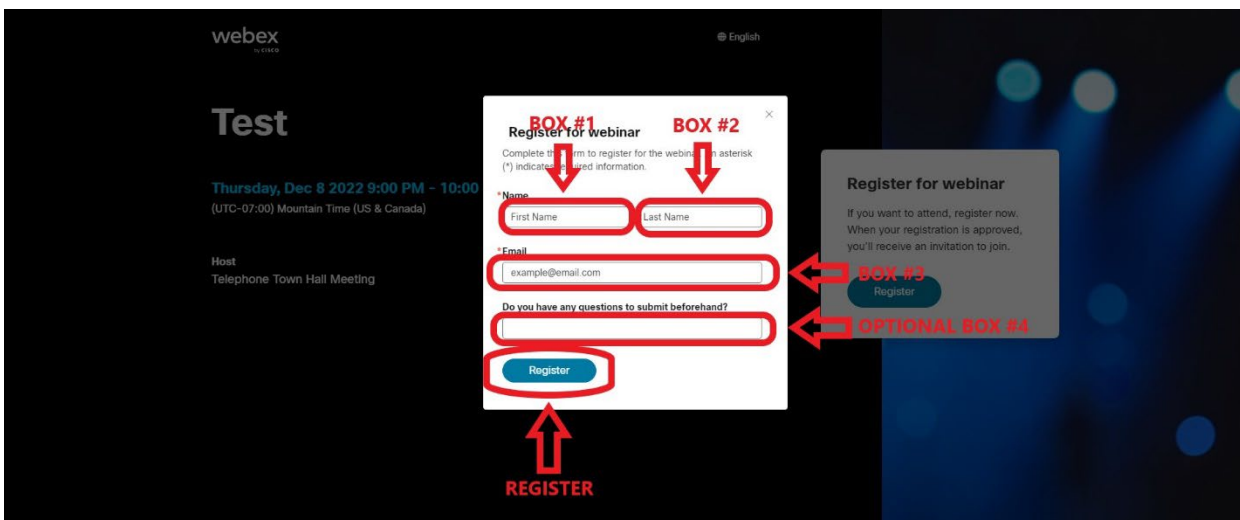 webex
by CISCO
English
Test
Thursday, Dec 8 2022 9:00 PM - 10:00
(UTC-07:00) Mountain Time (US & Canada)
Host
Telephone Town Hall Meeting
BOX #1
BOX #2
Register for webinar
Complete this form to register for the webinar. An asterisk
(*) indicates required information.
*Name
First Name
Last Name
*Email
example@email.com
Do you have any questions to submit beforehand?
Register
REGISTER
Register for webinar
If you want to attend, register now.
When your registration is approved,
you'll receive an invitation to join.
BOX #3
Register
OPTIONAL BOX #4